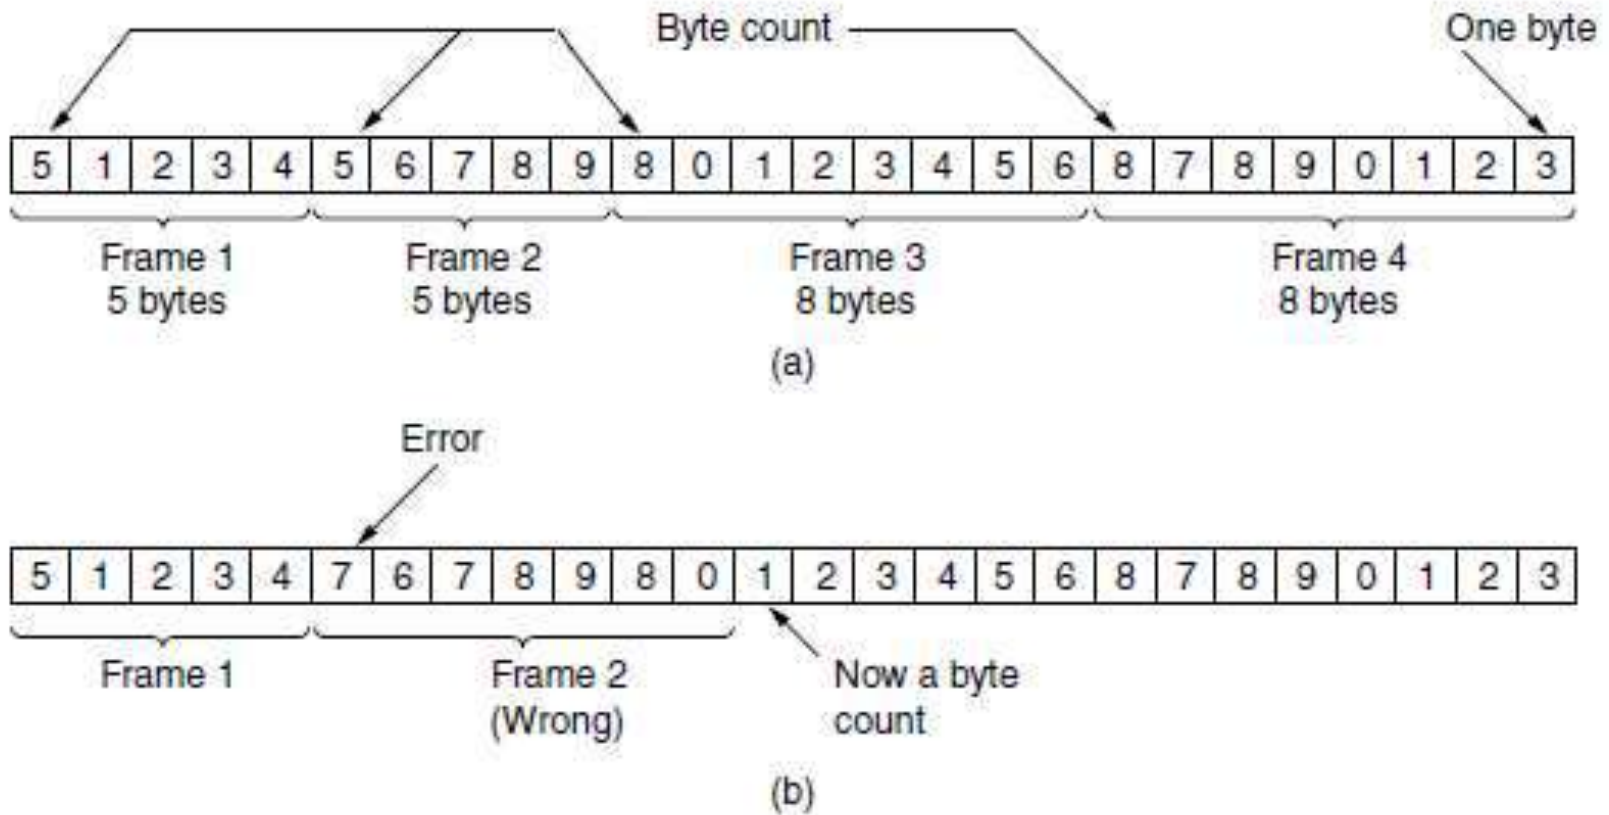 Byte count One byte
5 1 2 3 4 5 6 7 8 9 8 0 1 2 3 4 5 6 8 7 8 9 0 1 2 3
Frame 1 Frame 2 Frame 3 Frame 4
5 bytes 5 bytes 8 bytes 8 bytes
(a)
Error
5 1 2 3 4 7 6 7 8 9 8 0 1 2 3 4 5 6 8 7 8 9 0 1 2 3
Frame 1 Frame 2 Now a byte
(Wrong) count
(b)